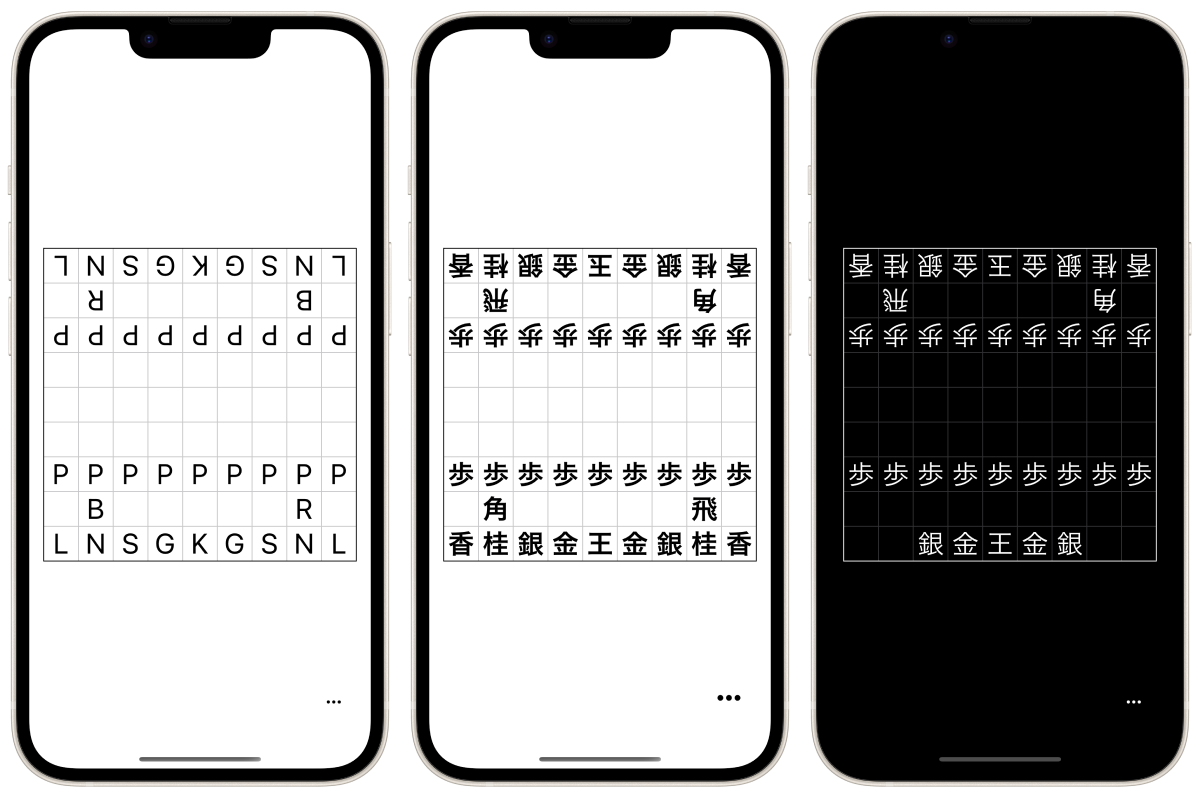 L N S G K G S N L
R B
P P P P P P P P P
P P P P P P P P P
B R
L N S G K G S N L
香 桂 銀 金 王 金 銀 桂 香
飛 角
歩 歩 歩 歩 歩 歩 歩 歩 歩
歩 歩 歩 歩 歩 歩 歩 歩 歩
角 飛
香 桂 銀 金 王 金 銀 桂 香
香 桂 銀 金 王 金 銀 桂 香
飛 角
歩 歩 歩 歩 歩 歩 歩 歩 歩
歩 歩 歩 歩 歩 歩 歩 歩 歩
銀 金 王 金 銀